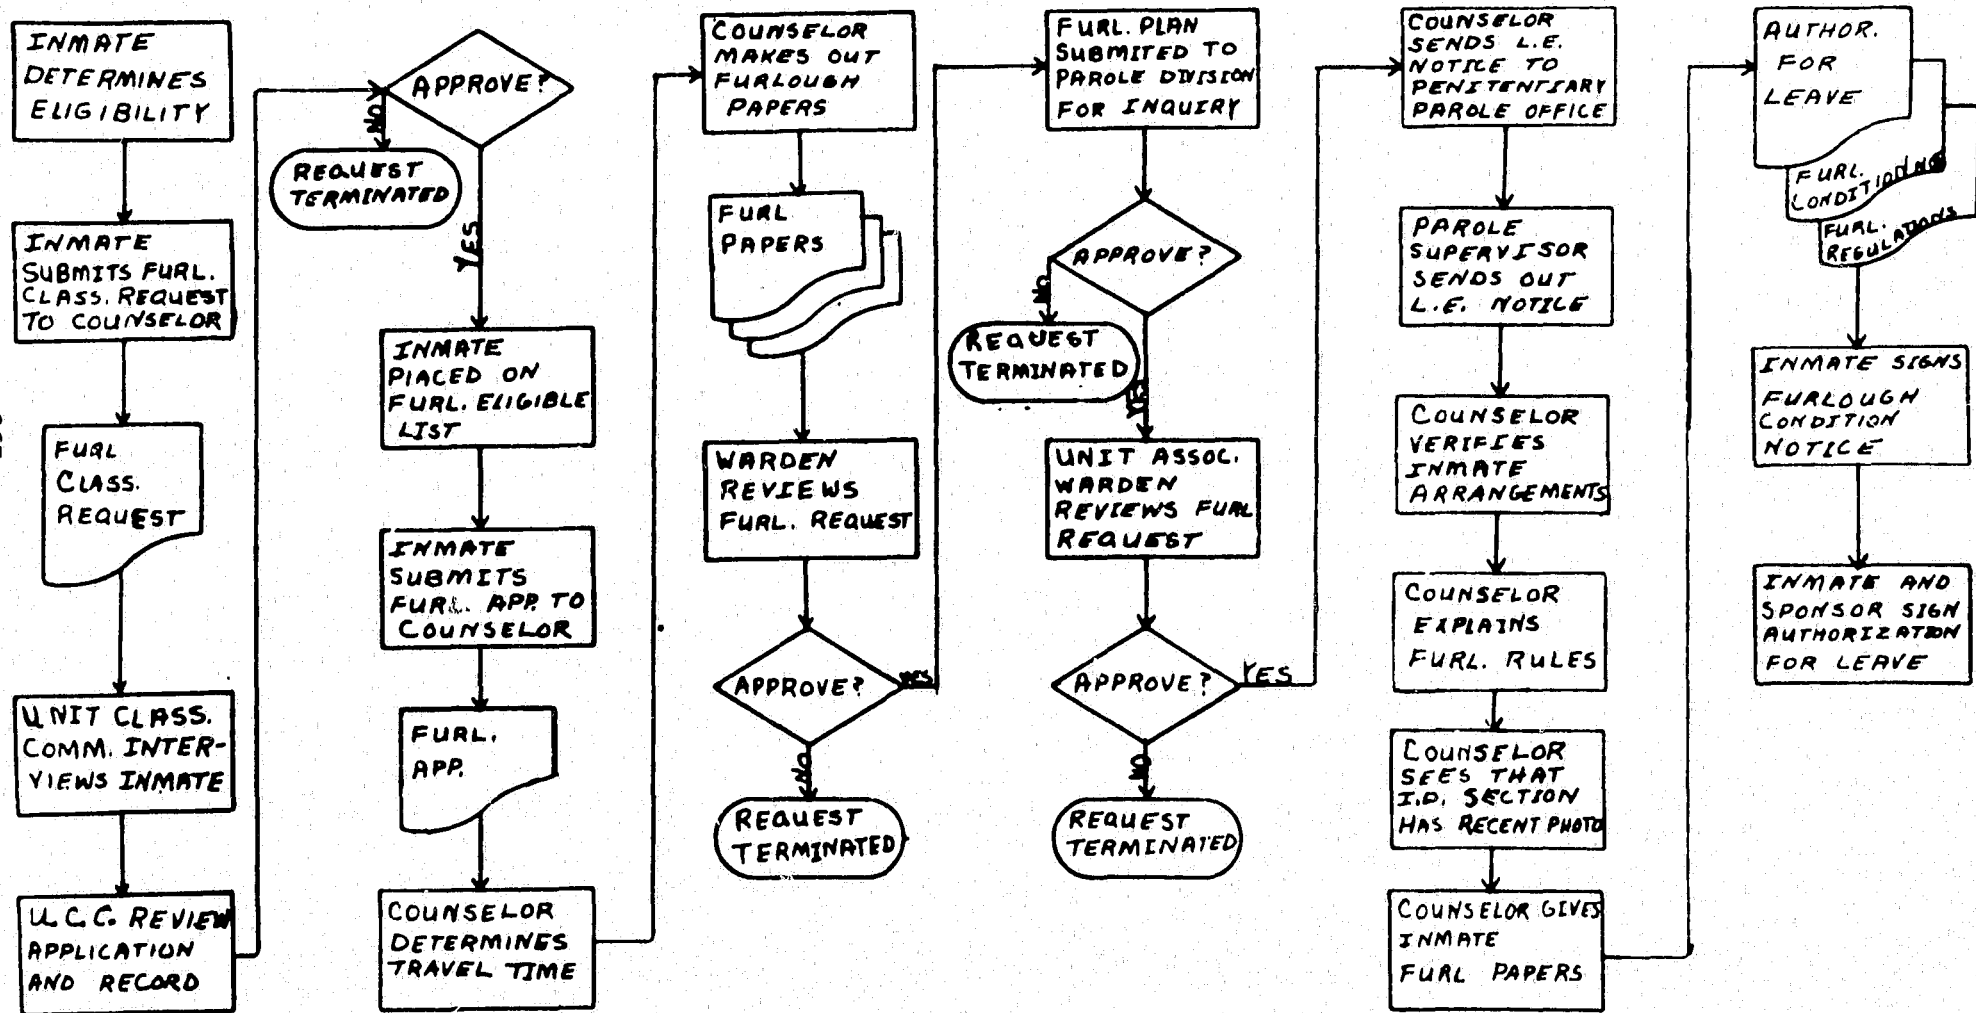 INMATE
DETERMINES
ELIGIBILITY
INMATE
SUBMITS FURL.
CLASS. REQUEST
TO COUNSELOR
FURL
CLASS.
REQUEST
UNIT CLASS.
COMM. INTER-
VIEWS INMATE
U.C.C. REVIEW
APPLICATION
AND RECORD
APPROVE?
NO
REQUEST
TERMINATED
YES
INMATE
PLACED ON
FURL. ELIGIBLE
LIST
INMATE
SUBMITS
FURL. APP. TO
COUNSELOR
FURL.
APP.
COUNSELOR
DETERMINES
TRAVEL TIME
COUNSELOR
MAKES OUT
FURLOUGH
PAPERS
FURL
PAPERS
WARDEN
REVIEWS
FURL. REQUEST
APPROVE?
YES
NO
REQUEST
TERMINATED
FURL. PLAN
SUBMITED TO
PAROLE DIVISION
FOR INQUIRY
APPROVE?
NO
REQUEST
TERMINATED
YES
UNIT ASSOC.
WARDEN
REVIEWS FURL
REQUEST
APPROVE?
YES
NO
REQUEST
TERMINATED
COUNSELOR
SENDS L.E.
NOTICE TO
PENITENTIARY
PAROLE OFFICE
PAROLE
SUPERVISOR
SENDS OUT
L.E. NOTICE
COUNSELOR
VERIFIES
INMATE
ARRANGEMENTS
COUNSELOR
EXPLAINS
FURL. RULES
COUNSELOR
SEES THAT
I.D. SECTION
HAS RECENT PHOTO
COUNSELOR GIVES
INMATE
FURL PAPERS
AUTHOR.
FOR
LEAVE
FURL.
FURL.
REGULATIONS
INMATE SIGNS
FURLOUGH
CONDITION
NOTICE
INMATE AND
SPONSOR SIGN
AUTHORIZATION
FOR LEAVE